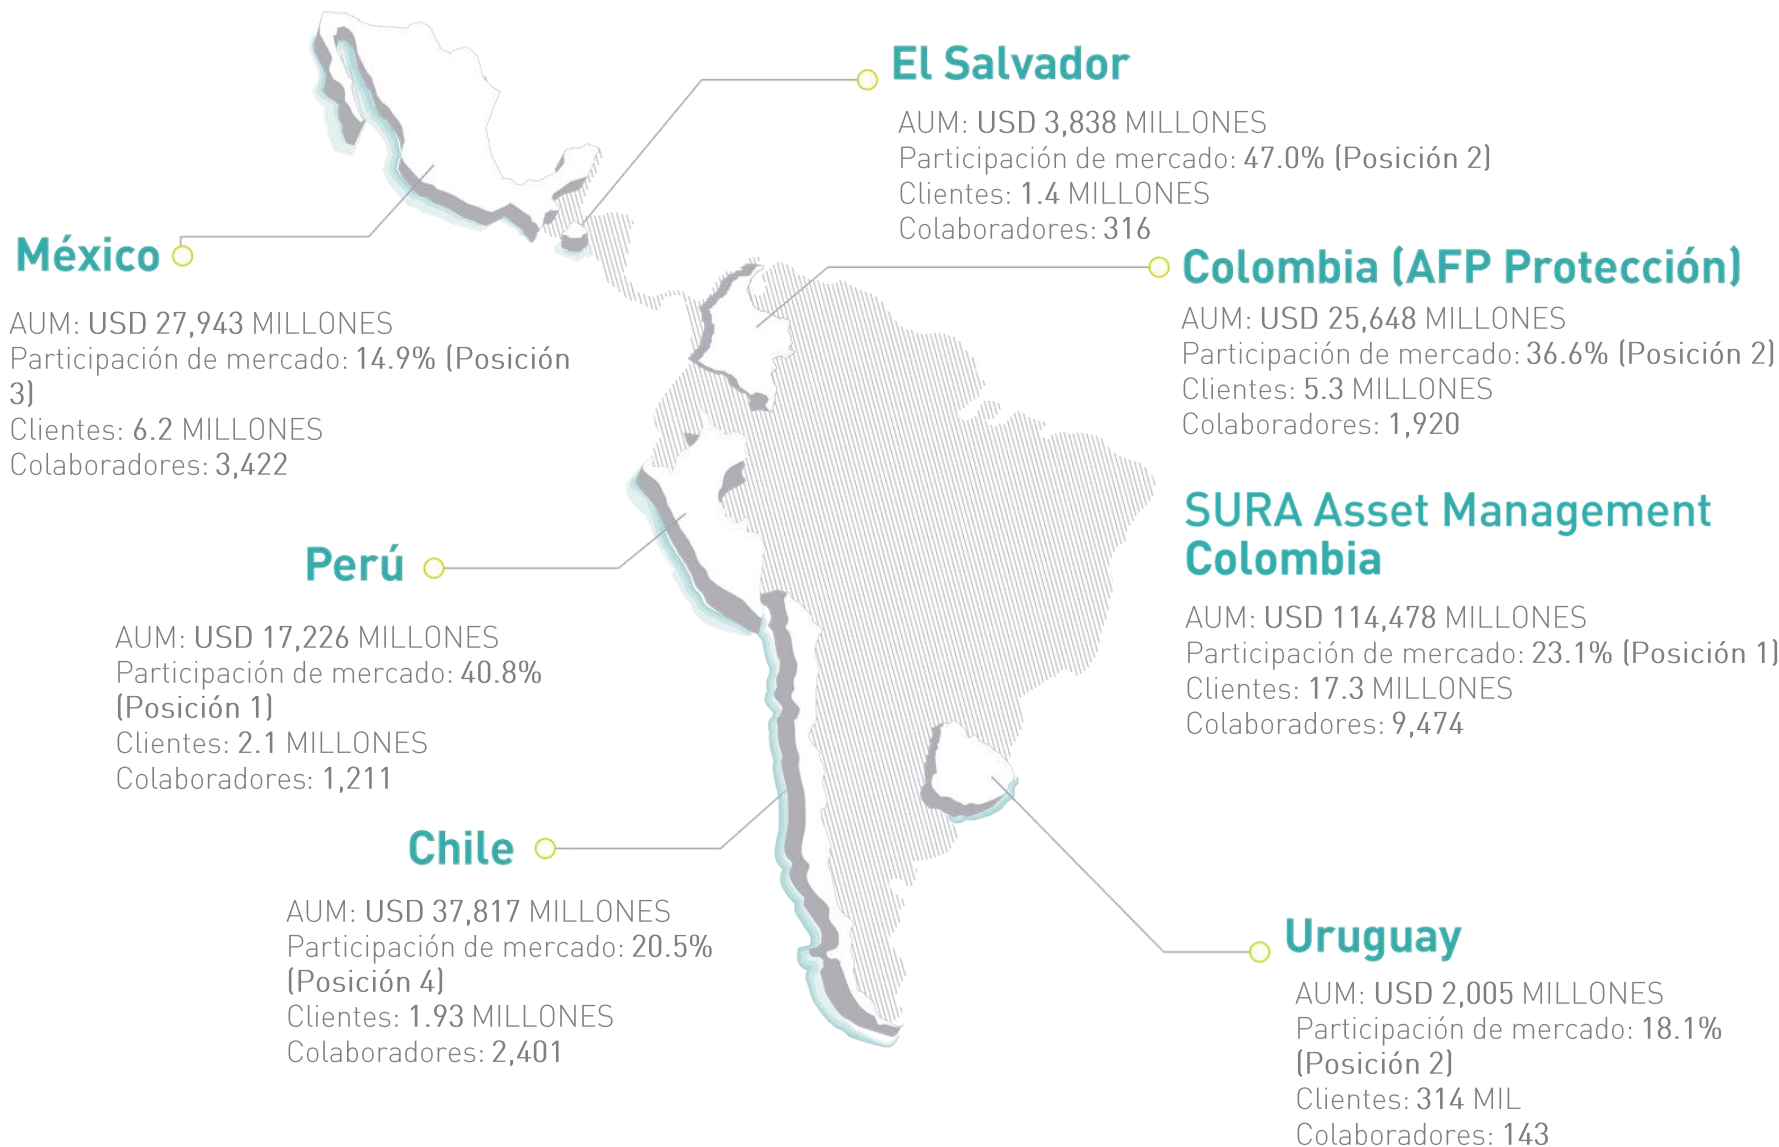 El Salvador
AUM: USD 3,838 MILLONES
Participación de mercado: 47.0% (Posición 2)
Clientes: 1.4 MILLONES
Colaboradores: 316
México
AUM: USD 27,943 MILLONES
Participación de mercado: 14.9% (Posición
3)
Clientes: 6.2 MILLONES
Colaboradores: 3,422
Colombia (AFP Protección)
AUM: USD 25,648 MILLONES
Participación de mercado: 36.6% (Posición 2)
Clientes: 5.3 MILLONES
Colaboradores: 1,920
SURA Asset Management
Colombia
AUM: USD 114,478 MILLONES
Participación de mercado: 23.1% (Posición 1)
Clientes: 17.3 MILLONES
Colaboradores: 9,474
Perú
AUM: USD 17,226 MILLONES
Participación de mercado: 40.8%
(Posición 1)
Clientes: 2.1 MILLONES
Colaboradores: 1,211
Chile
AUM: USD 37,817 MILLONES
Participación de mercado: 20.5%
(Posición 4)
Clientes: 1.93 MILLONES
Colaboradores: 2,401
Uruguay
AUM: USD 2,005 MILLONES
Participación de mercado: 18.1%
(Posición 2)
Clientes: 314 MIL
Colaboradores: 143